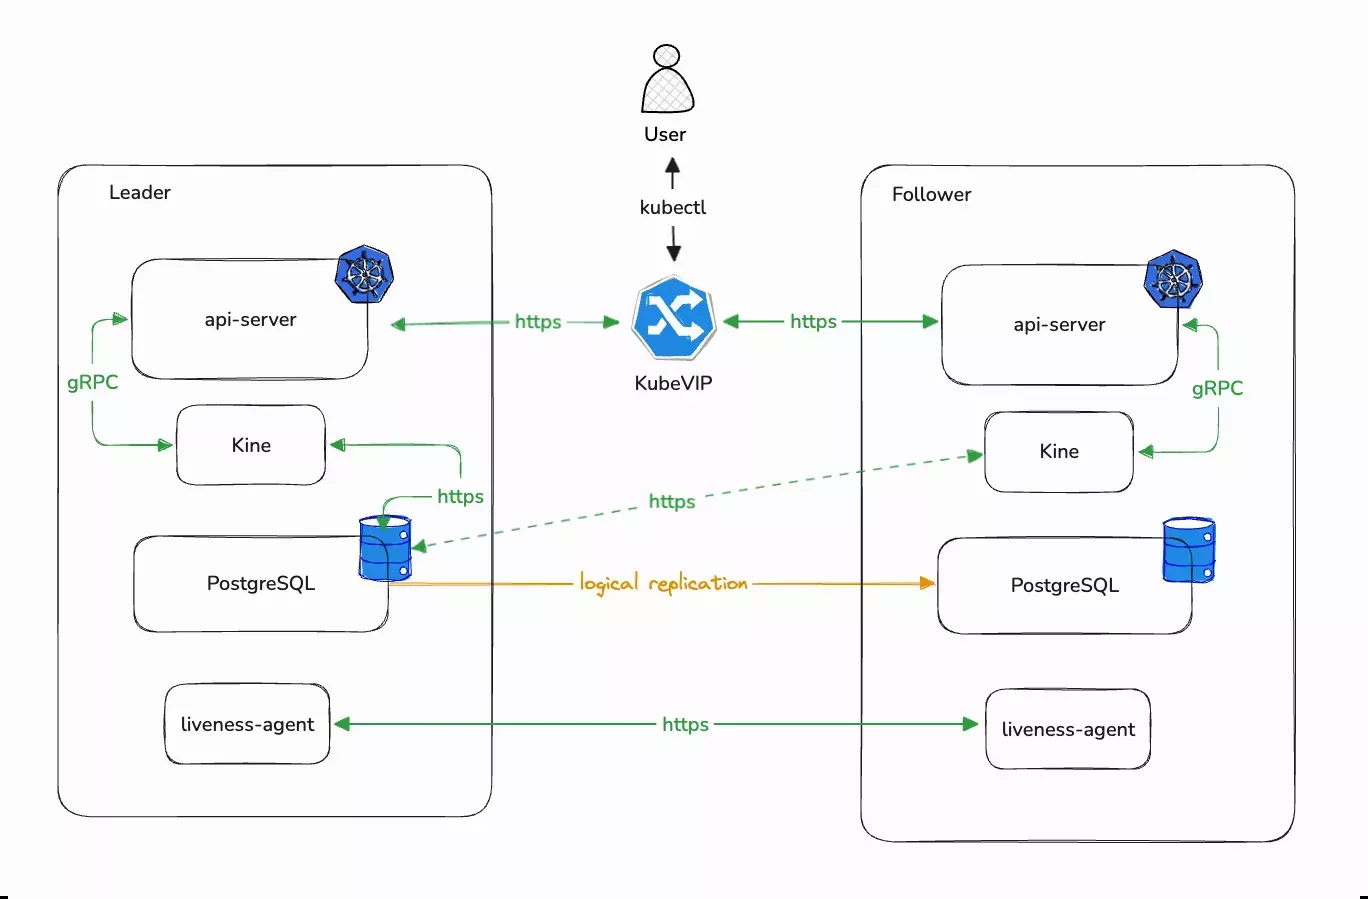 User
kubectl
Leader
Follower
api-server
https
https
api-server
KubeVIP
gRPC
gRPC
Kine
Kine
https
https
PostgreSQL
logical replication
PostgreSQL
liveness-agent
https
liveness-agent